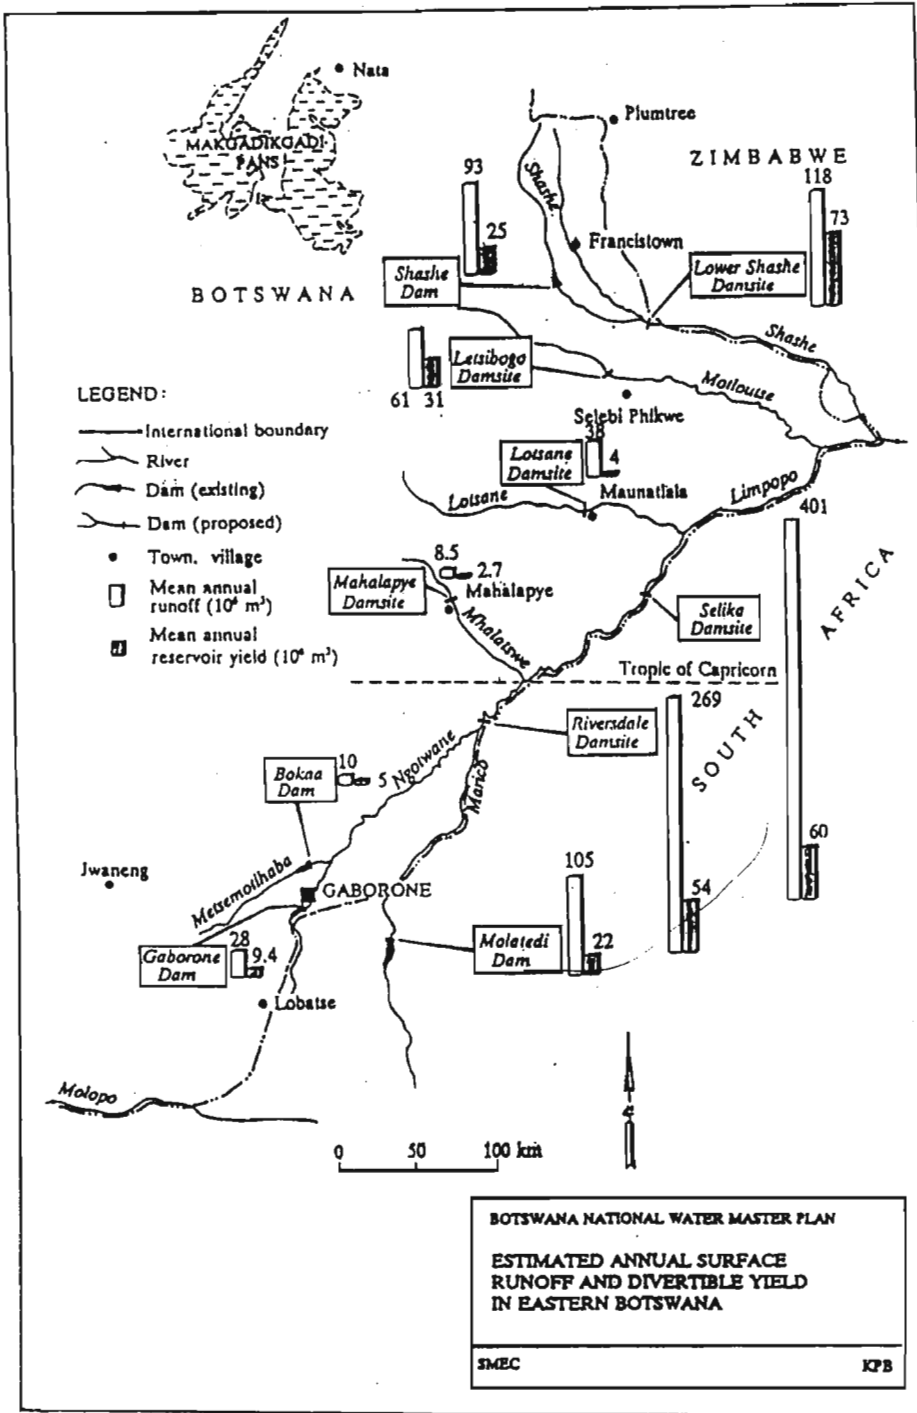 Nata
MAKGADIKGADI
PANS
Plumtree
ZIMBABWE
93
25
Shashe
118
73
Francistown
Lower Shashe
Damsite
BOTSWANA
Shashe
Dam
Shashe
61
31
Letsibogo
Damsite
Motloutse
Selebi Phikwe
LEGEND:
International boundary
River
Dam (existing)
Dam (proposed)
Town, village
Mean annual
runoff (10⁶ m³)
Mean annual
reservoir yield (10⁶ m³)
38
4
Lotsane
Damsite
Lotsane
Maunatlala
Limpopo
401
60
8.5
2.7
Mahalapye
Damsite
Mahalapye
Mhalatswe
Selika
Damsite
SOUTH AFRICA
Tropic of Capricorn
269
54
Riversdale
Damsite
Bokaa
Dam
10
5
Ngotwane
Marico
Jwaneng
Metsemotlhaba
GABORONE
105
22
Molatedi
Dam
Gaborone
Dam
28
9.4
Lobatse
Molopo
0 50 100 km
BOTSWANA NATIONAL WATER MASTER PLAN
ESTIMATED ANNUAL SURFACE
RUNOFF AND DIVERTIBLE YIELD
IN EASTERN BOTSWANA
SMEC KPB